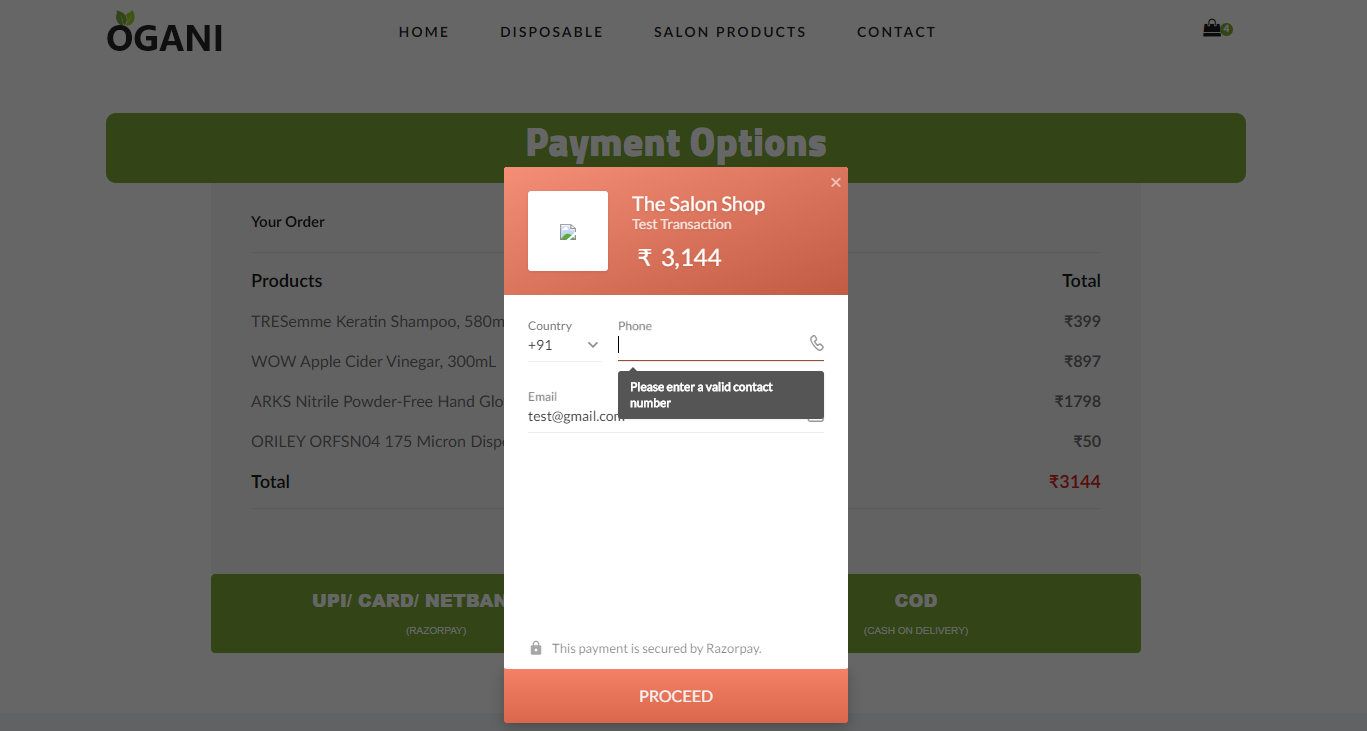 OGANI
HOME DISPOSABLE SALON PRODUCTS CONTACT
4
Payment Options
The Salon Shop
Test Transaction
₹ 3,144
Your Order
Products Total
TRESemme Keratin Shampoo, 580m ₹399
WOW Apple Cider Vinegar, 300mL ₹897
ARKS Nitrile Powder-Free Hand Glo ₹1798
ORILEY ORFSN04 175 Micron Dispo ₹50
Total ₹3144
Country Phone
+91
Please enter a valid contact
number
Email
test@gmail.com
UPI/ CARD/ NETBAN
(RAZORPAY)
COD
(CASH ON DELIVERY)
This payment is secured by Razorpay.
PROCEED